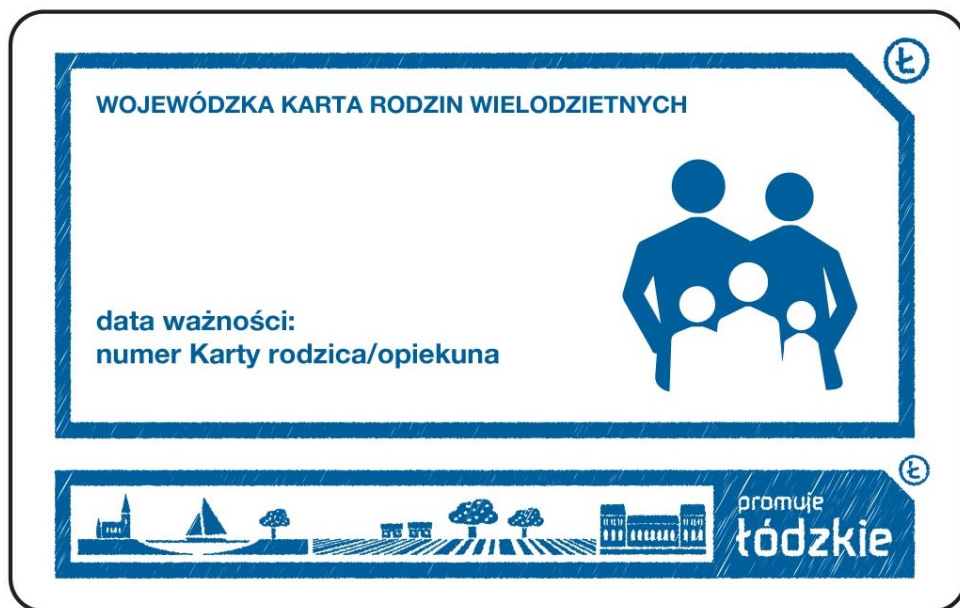 Ł
WOJEWÓDZKA KARTA RODZIN WIELODZIETNYCH
data ważności:
numer Karty rodzica/opiekuna
Ł
promuje
łódzkie